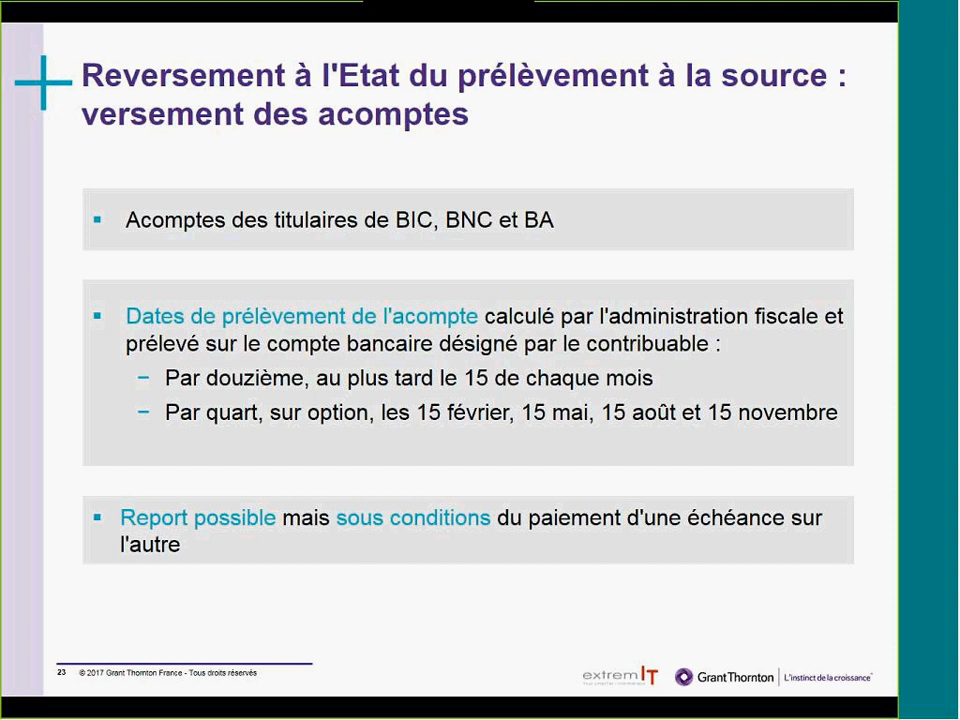 Reversement à l'Etat du prélèvement à la source :
versement des acomptes
▪ Acomptes des titulaires de BIC, BNC et BA
▪ Dates de prélèvement de l'acompte calculé par l'administration fiscale et
prélevé sur le compte bancaire désigné par le contribuable :
− Par douzième, au plus tard le 15 de chaque mois
− Par quart, sur option, les 15 février, 15 mai, 15 août et 15 novembre
▪ Report possible mais sous conditions du paiement d'une échéance sur
l'autre
23 © 2017 Grant Thornton France - Tous droits réservés
extremIT
GrantThornton L'instinct de la croissance